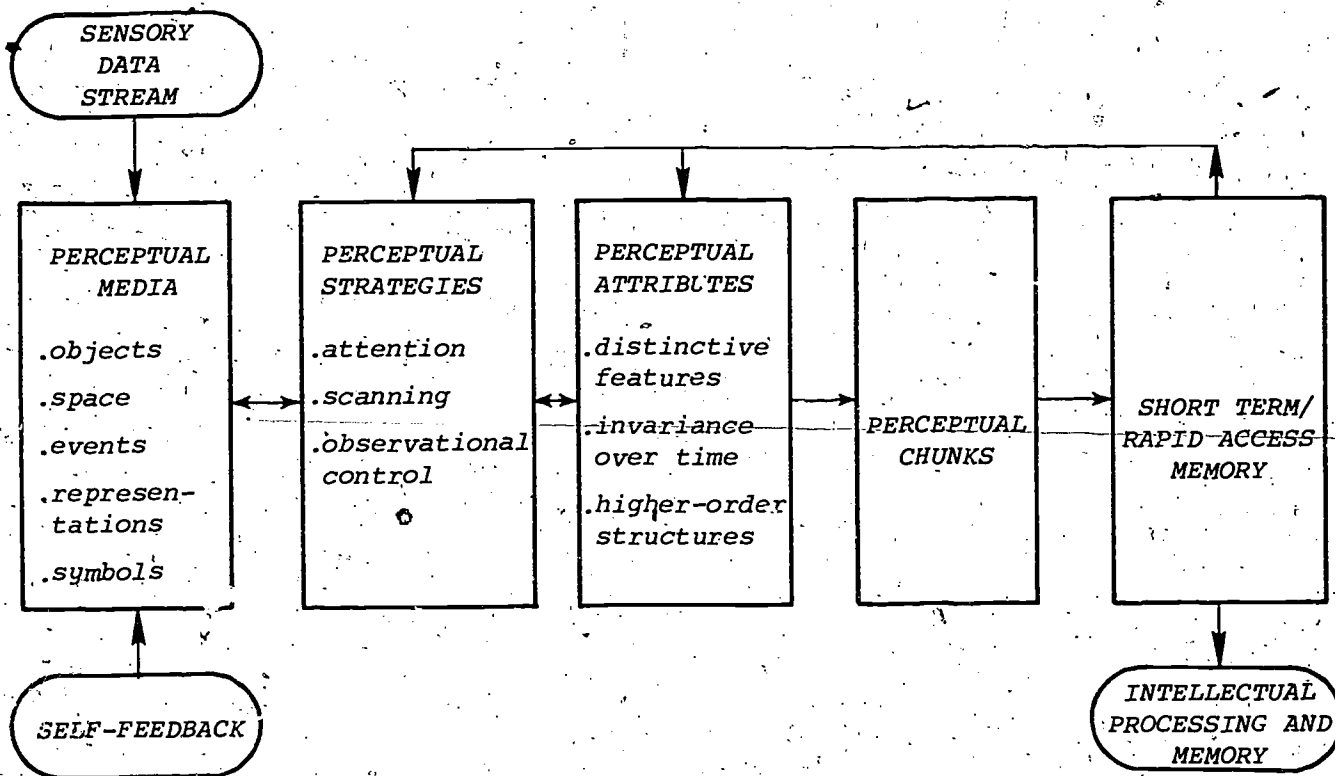 SENSORY
DATA
STREAM
PERCEPTUAL
MEDIA
.objects
.space
.events
.represen-
tations
.symbols
PERCEPTUAL
STRATEGIES
.attention
.scanning
.observational
control
PERCEPTUAL
ATTRIBUTES
.distinctive
features
.invariance
over time
.higher-order
structures
PERCEPTUAL
CHUNKS
SHORT TERM/
RAPID ACCESS
MEMORY
SELF-FEEDBACK
INTELLECTUAL
PROCESSING AND
MEMORY